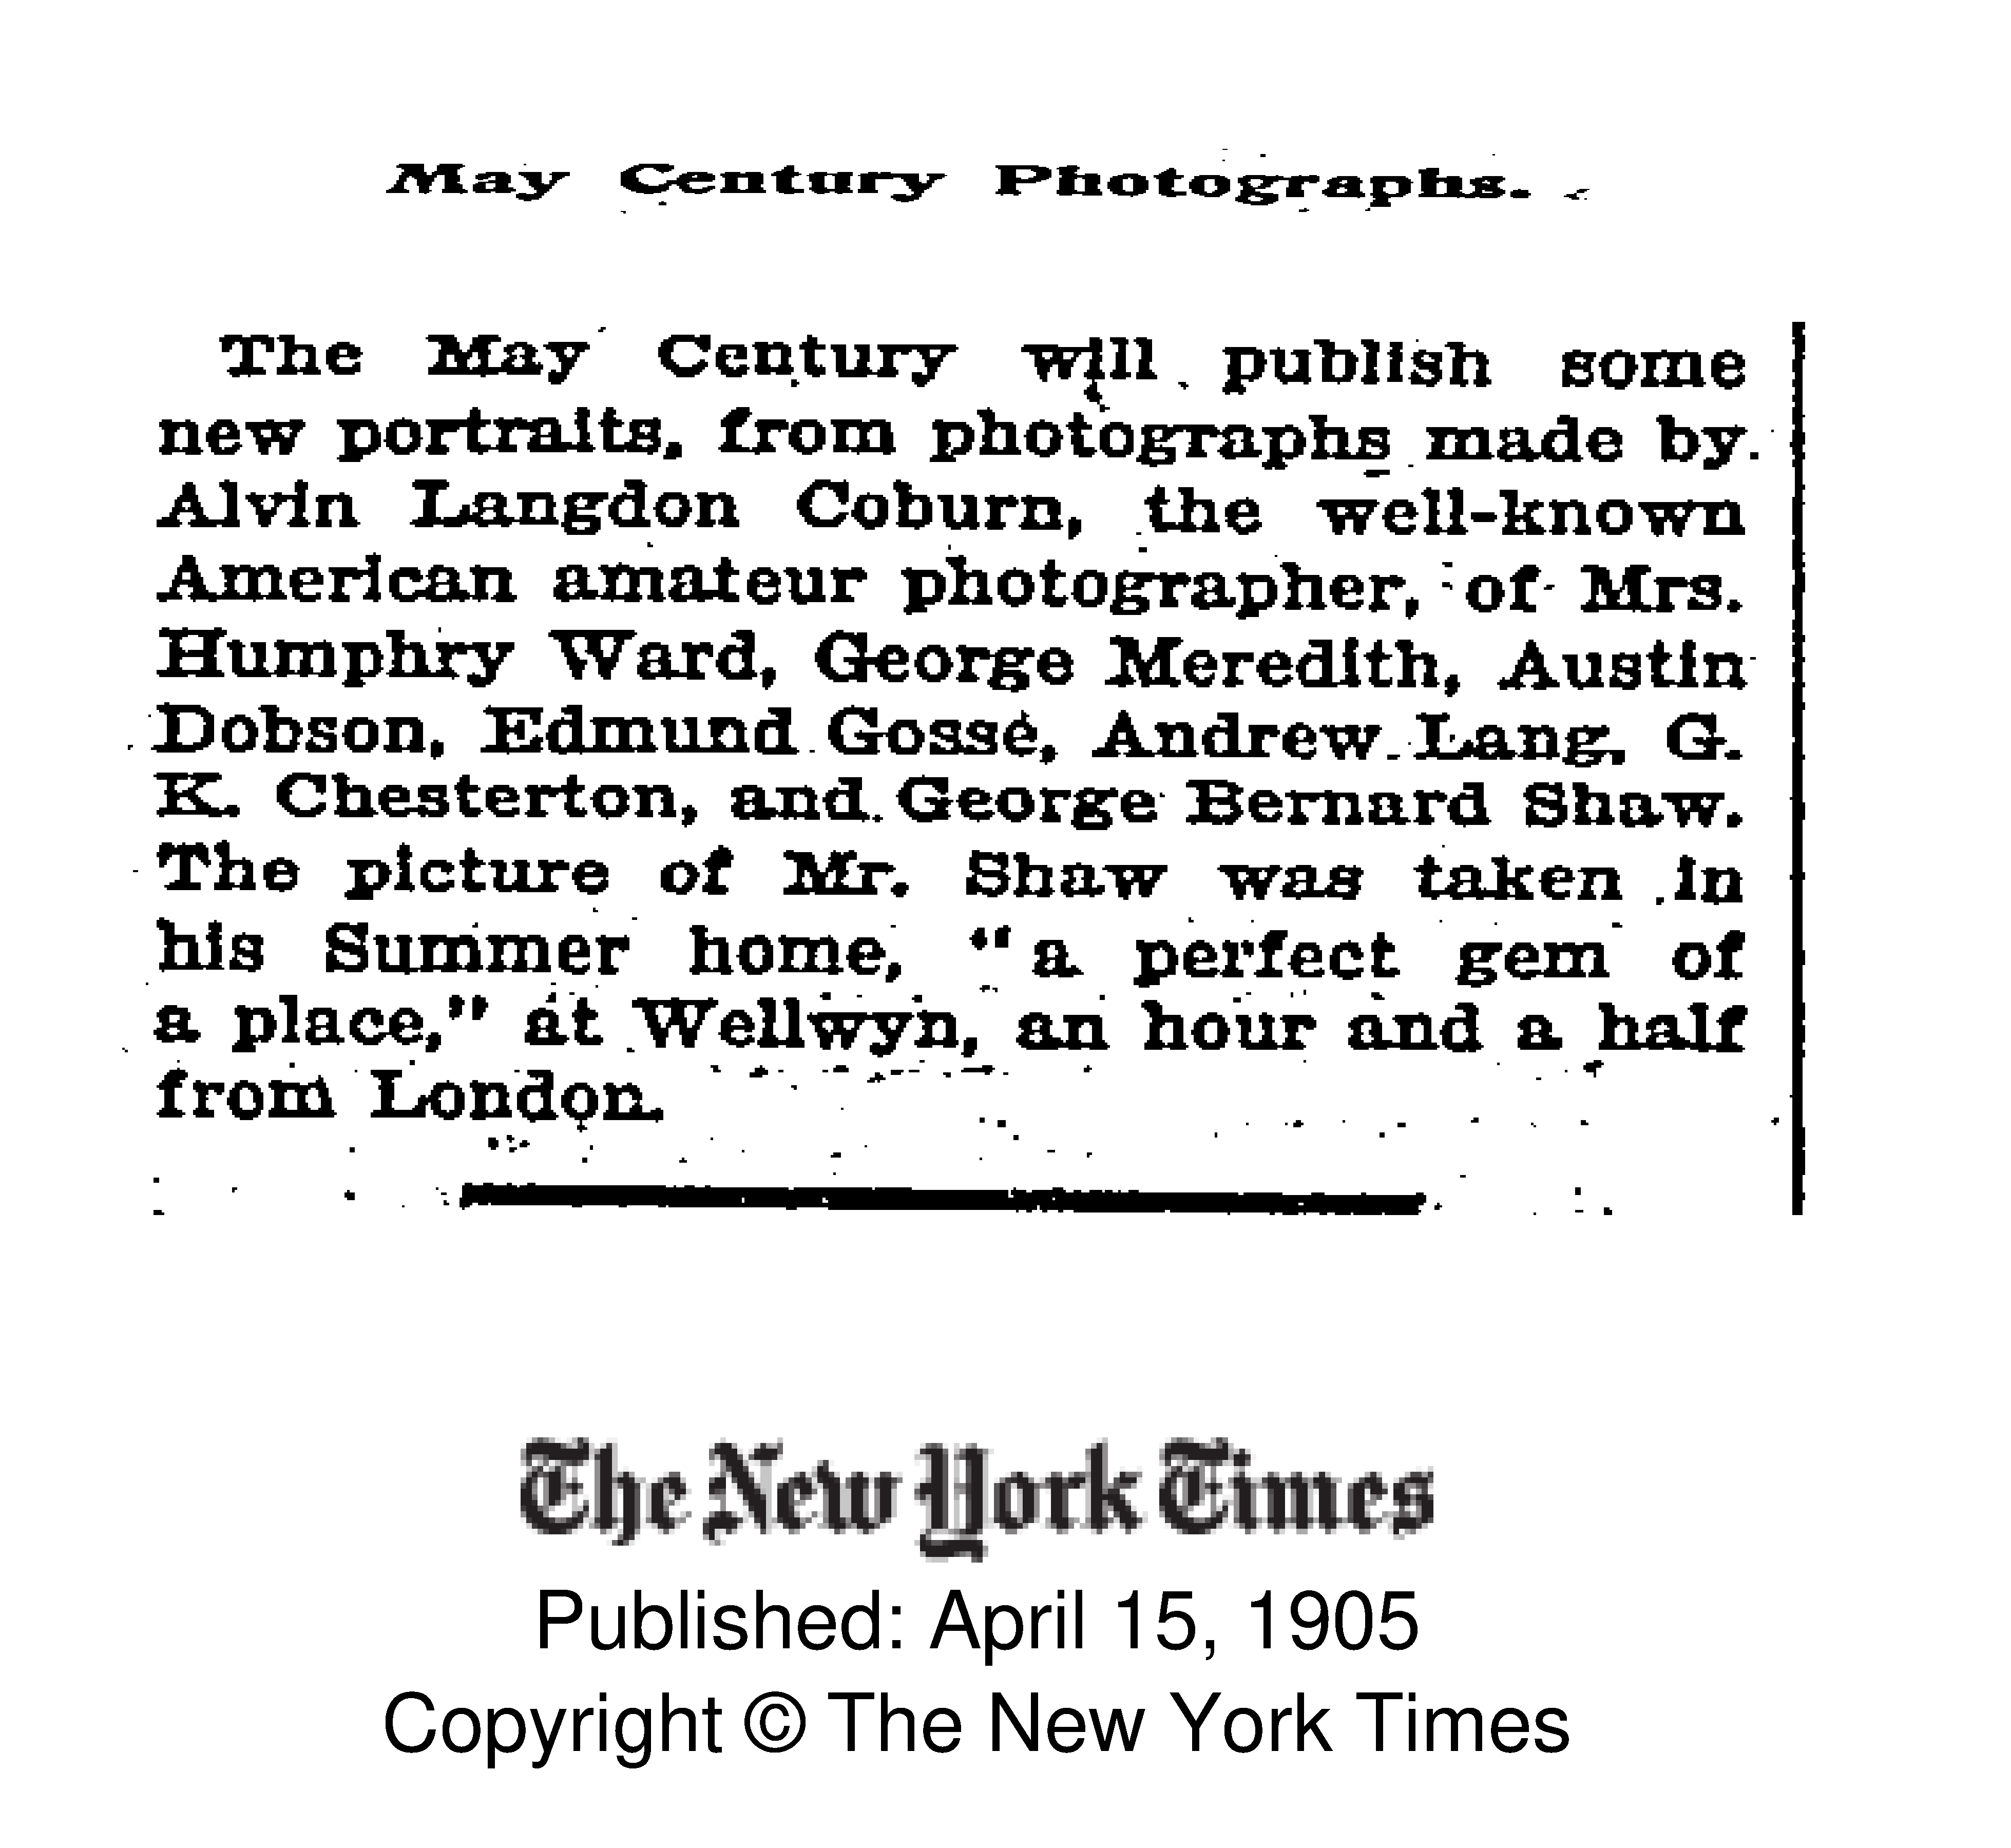 May Century Photographs.
The May Century will publish some
new portraits, from photographs made by
Alvin Langdon Coburn, the well-known
American amateur photographer, of Mrs.
Humphry Ward, George Meredith, Austin
Dobson, Edmund Gosse, Andrew Lang, G.
K. Chesterton, and George Bernard Shaw.
The picture of Mr. Shaw was taken in
his Summer home, "a perfect gem of
a place," at Wellwyn, an hour and a half
from London.
The New York Times
Published: April 15, 1905
Copyright © The New York Times